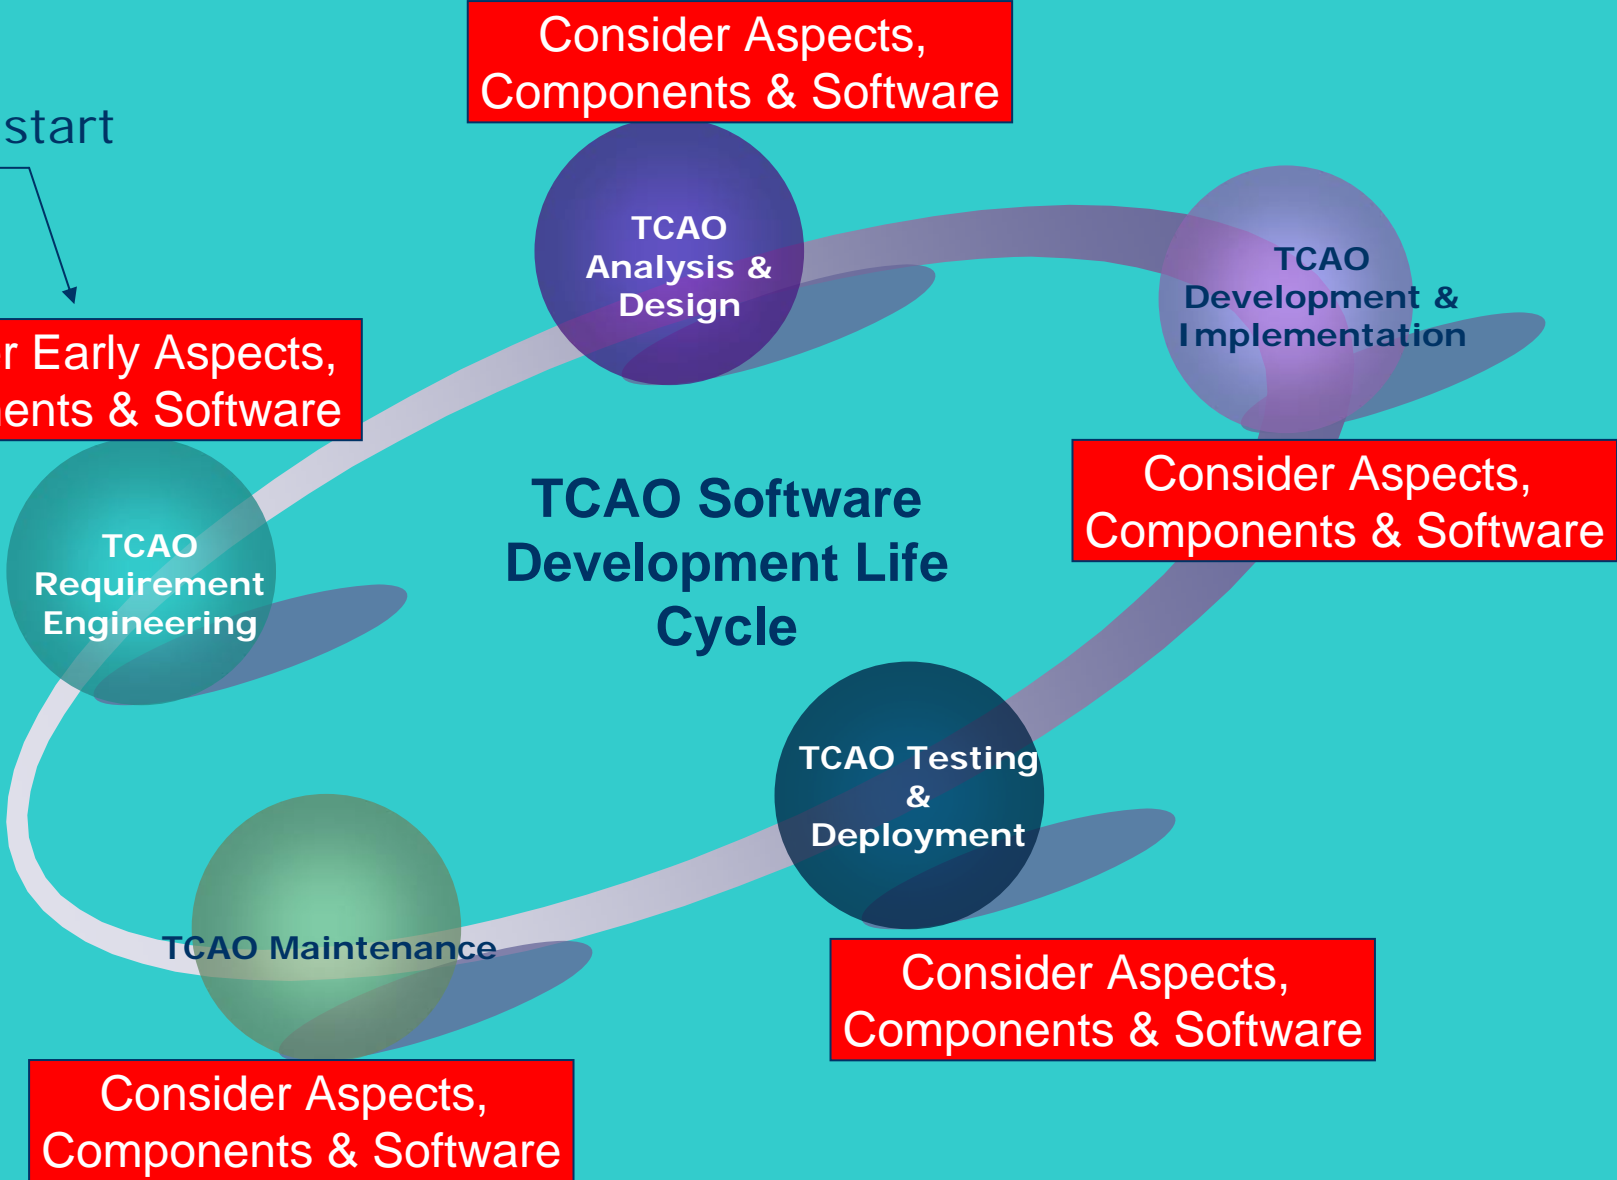 Consider Aspects,
Components & Software
start
TCAO
Analysis &
Design
TCAO
Development &
Implementation
Early Aspects,
& Software
TCAO
Requirement
Engineering
TCAO Software
Development Life
Cycle
Consider Aspects,
Components & Software
TCAO Testing
&
Deployment
TCAO Maintenance
Consider Aspects,
Components & Software
Consider Aspects,
Components & Software